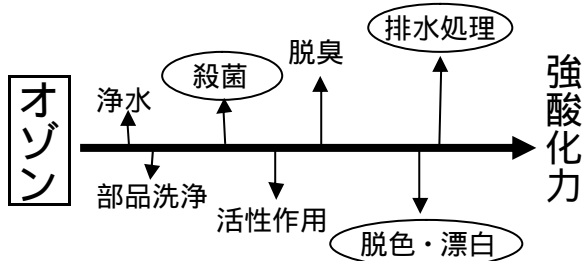 オゾン
浄水
殺菌
脱臭
排水処理
部品洗浄
活性作用
脱色・漂白
強酸化力